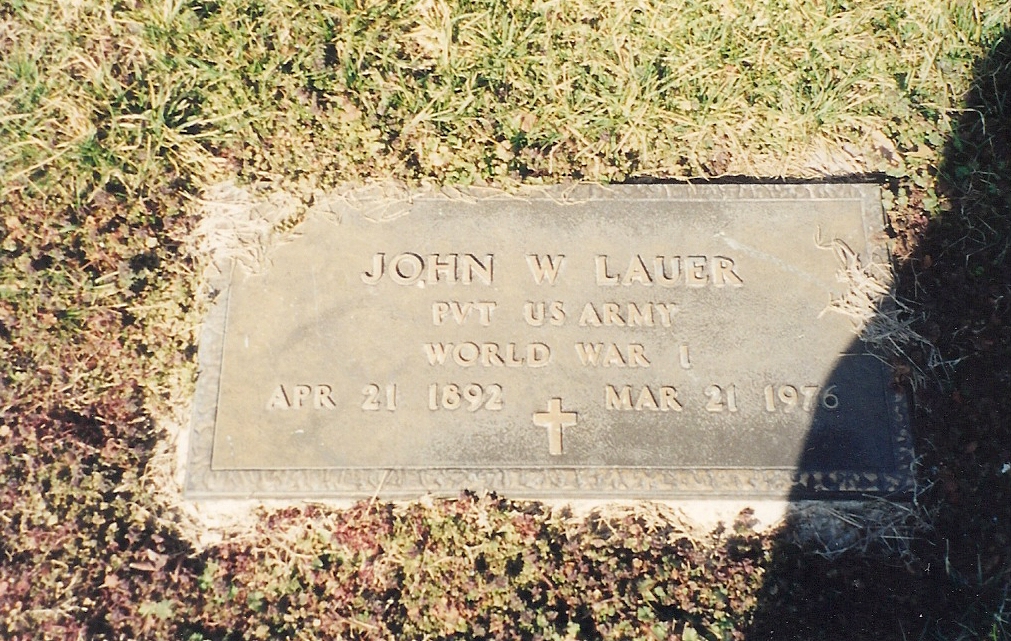 JOHN W LAUER
PVT US ARMY
WORLD WAR I
APR 21 1892 MAR 21 1976